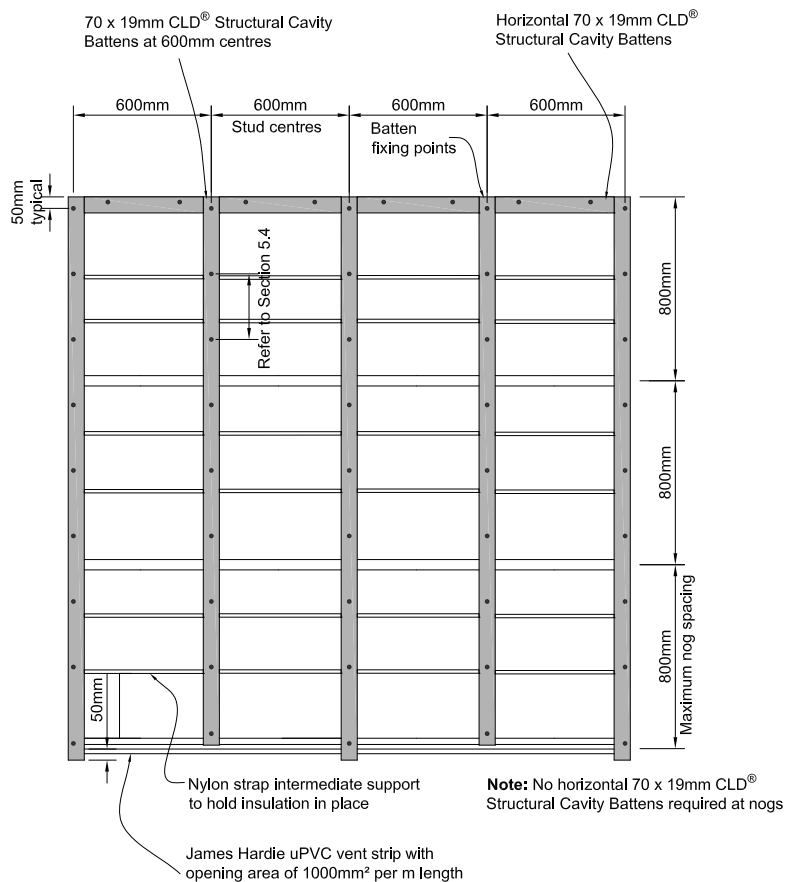 70 x 19mm CLD® Structural Cavity
Battens at 600mm centres
Horizontal 70 x 19mm CLD®
Structural Cavity Battens
600mm
600mm
600mm
600mm
Stud centres
Batten
fixing points
50mm
typical
Refer to Section 5.4
800mm
800mm
800mm
Maximum nog spacing
50mm
Nylon strap intermediate support
to hold insulation in place
Note: No horizontal 70 x 19mm CLD®
Structural Cavity Battens required at nogs
James Hardie uPVC vent strip with
opening area of 1000mm² per m length